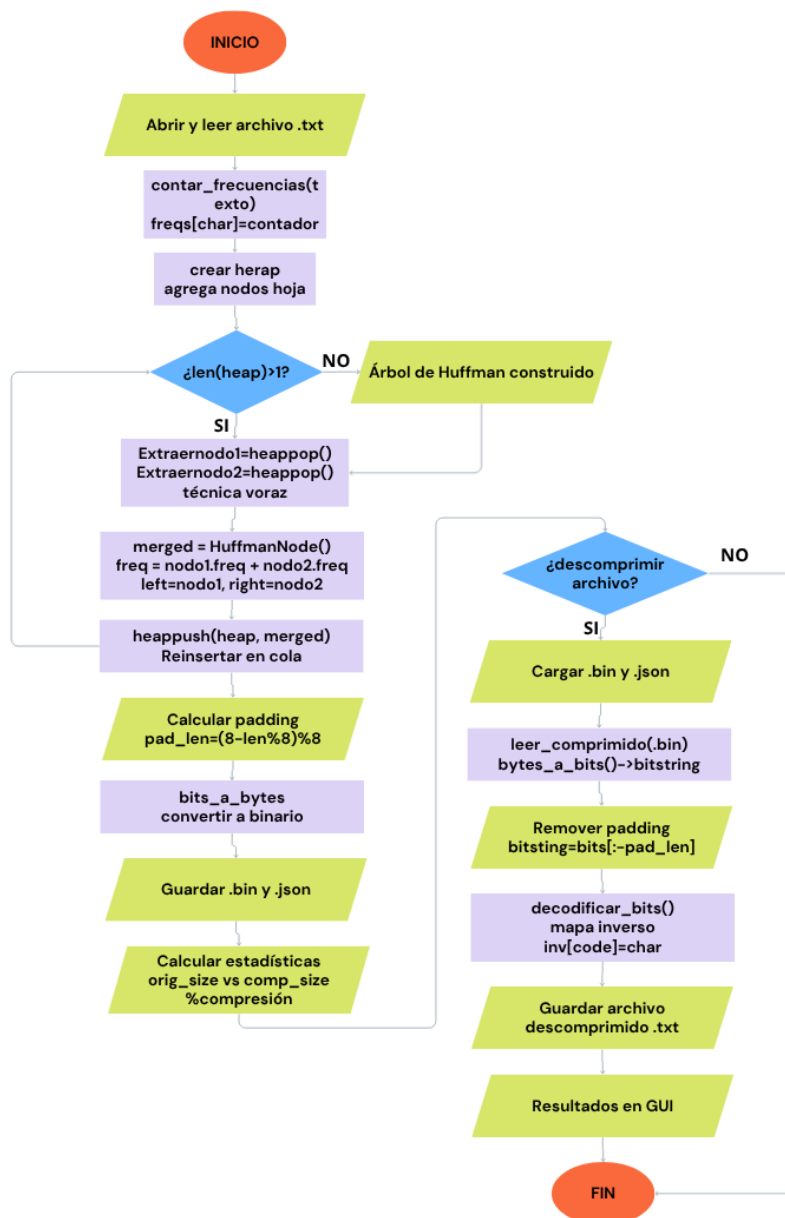 INICIO
Abrir y leer archivo .txt
contar_frecuencias(t
exto)
freqs[char]=contador
crear herap
agrega nodos hoja
¿len(heap)>1?
NO
Árbol de Huffman construido
SI
Extraernodo1=heappop()
Extraernodo2=heappop()
técnica voraz
merged = HuffmanNode()
freq = nodo1.freq + nodo2.freq
left=nodo1, right=nodo2
heappush(heap, merged)
Reinsertar en cola
Calcular padding
pad_len=(8-len%8)%8
bits_a_bytes
convertir a binario
Guardar .bin y .json
Calcular estadísticas
orig_size vs comp_size
%compresión
¿descomprimir
archivo?
NO
SI
Cargar .bin y .json
leer_comprimido(.bin)
bytes_a_bits()->bitstring
Remover padding
bitsting=bits[:-pad_len]
decodificar_bits()
mapa inverso
inv[code]=char
Guardar archivo
descomprimido .txt
Resultados en GUI
FIN